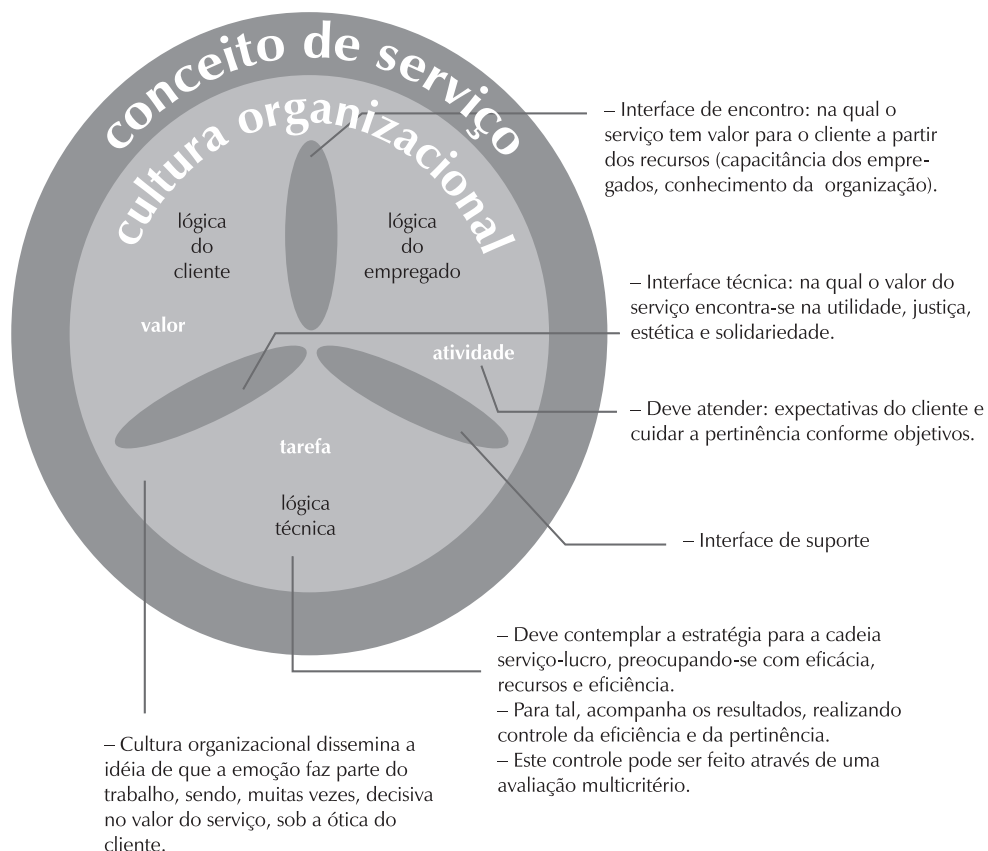 conceito de serviço
cultura organizacional
lógica
do
cliente
lógica
do
empregado
valor
atividade
tarefa
lógica
técnica
– Interface de encontro: na qual o
serviço tem valor para o cliente a partir
dos recursos (capacitância dos empre-
gados, conhecimento da organização).
– Interface técnica: na qual o valor do
serviço encontra-se na utilidade, justiça,
estética e solidariedade.
– Deve atender: expectativas do cliente e
cuidar a pertinência conforme objetivos.
– Interface de suporte
– Deve contemplar a estratégia para a cadeia
serviço-lucro, preocupando-se com eficácia,
recursos e eficiência.
– Para tal, acompanha os resultados, realizando
controle da eficiência e da pertinência.
– Este controle pode ser feito através de uma
avaliação multicritério.
– Cultura organizacional dissemina a
idéia de que a emoção faz parte do
trabalho, sendo, muitas vezes, decisiva
no valor do serviço, sob a ótica do
cliente.